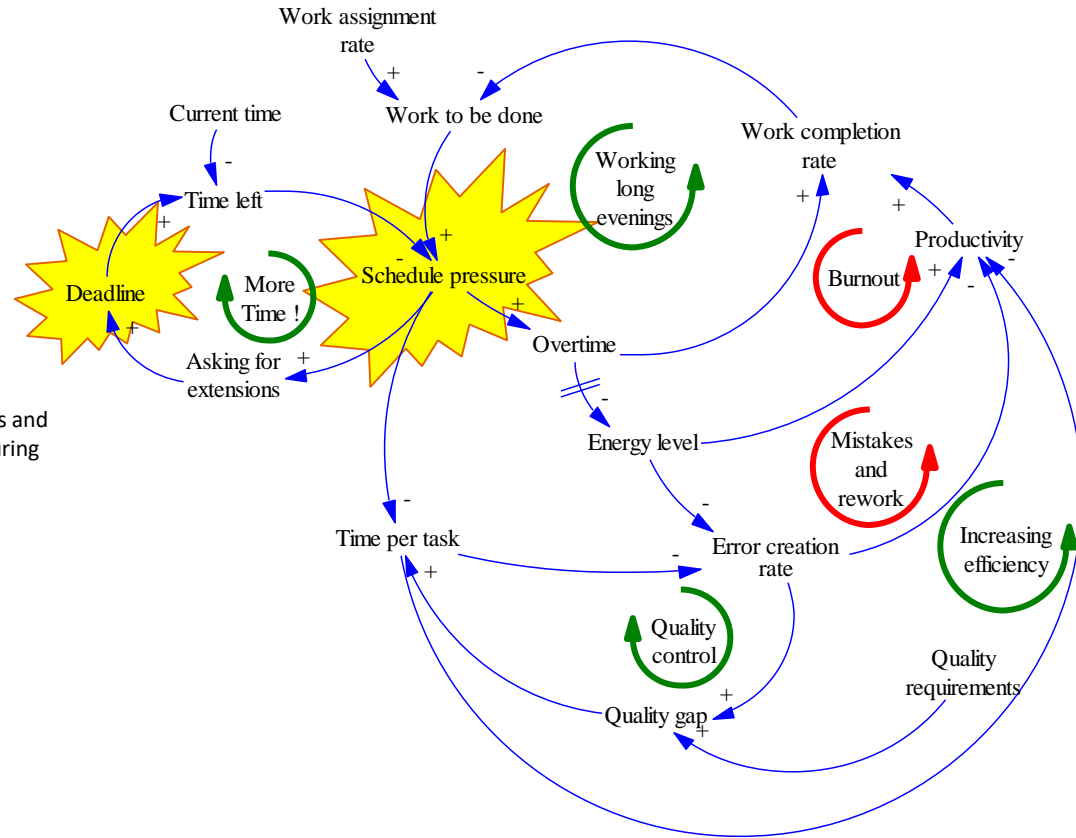 Work assignment
rate
+
-
Current time
Work to be done
Work completion
rate
-
Working
long
evenings
Time left
+
+
+
Productivity
+
-
Schedule pressure
-
+
-
Burnout
Deadline
More
Time !
+
+
Overtime
+
Asking for
extensions
-
s and
uring
Energy level
Mistakes
and
rework
-
-
Time per task
+
-
Error creation
rate
Increasing
efficiency
Quality
control
Quality
requirements
+
Quality gap
+